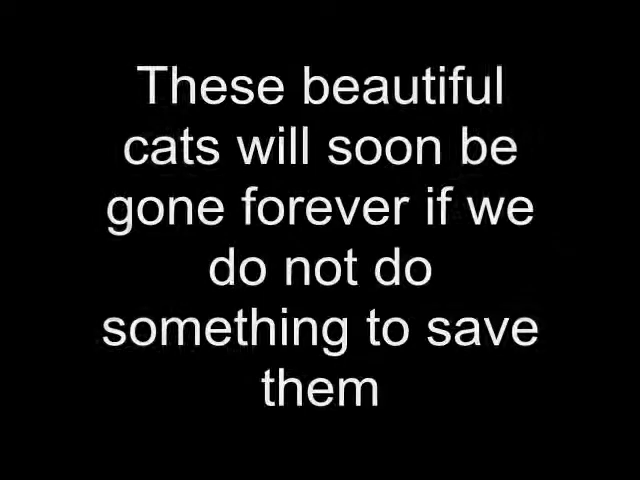 These beautiful
cats will soon be
gone forever if we
do not do
something to save
them